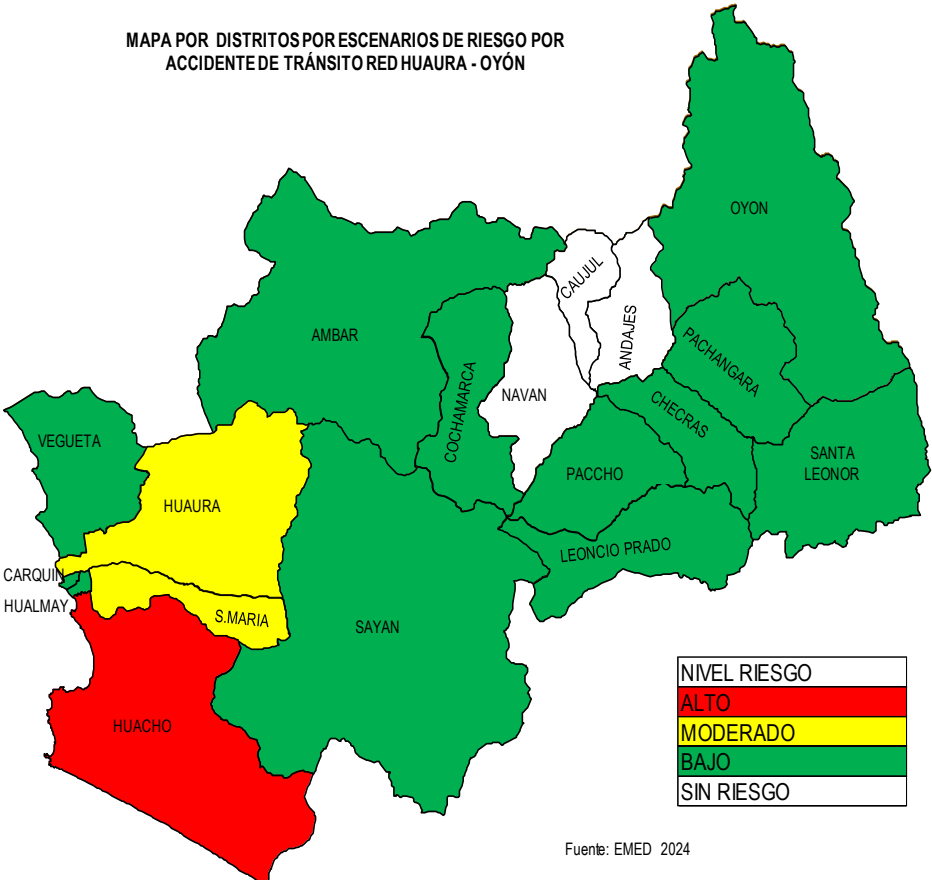 MAPA POR DISTRITOS POR ESCENARIOS DE RIESGO POR
ACCIDENTE DE TRÁNSITO RED HUAURA - OYÓN
OYON
CAUJUL
ANDAJES
AMBAR
PACHANGARA
COCHAMARCA
NAVAN
CHECRAS
VEGUETA
SANTA
LEONOR
PACCHO
HUAURA
LEONCIO PRADO
CARQUIN
HUALMAY
S.MARIA
SAYAN
HUACHO
NIVEL RIESGO
ALTO
MODERADO
BAJO
SIN RIESGO
Fuente: EMED 2024